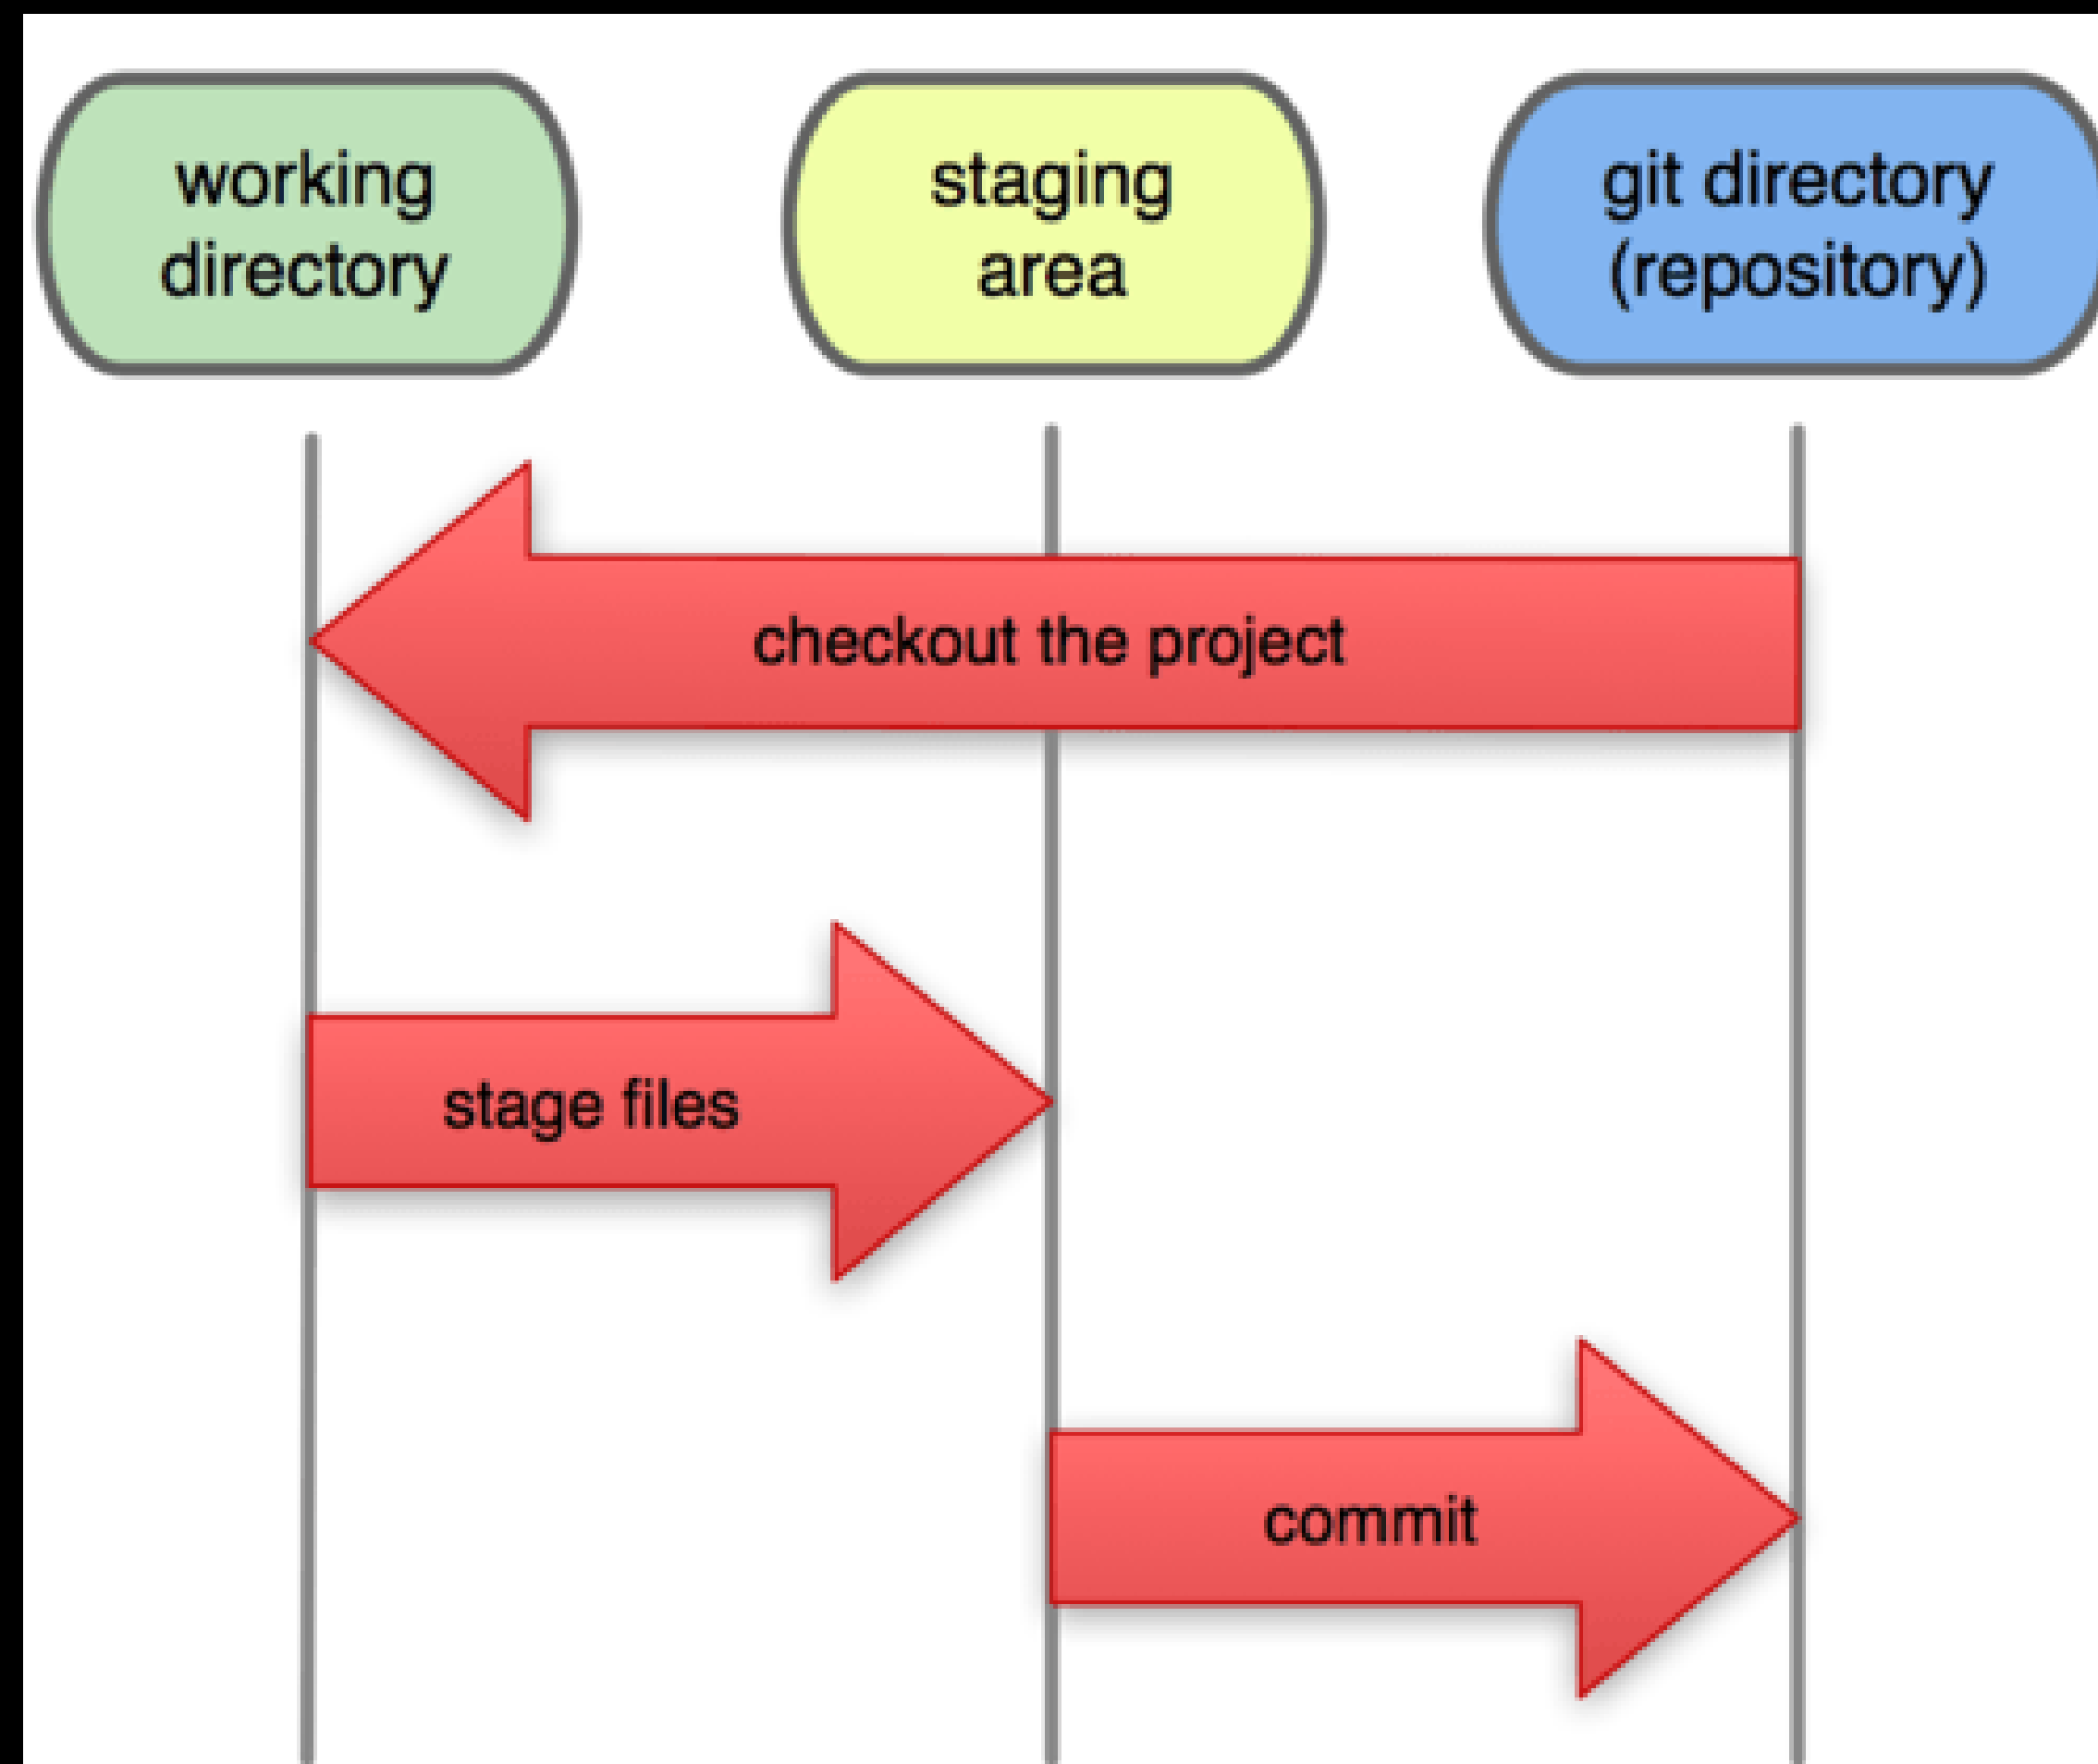 working
directory
staging
area
git directory
(repository)
checkout the project
stage files
commit